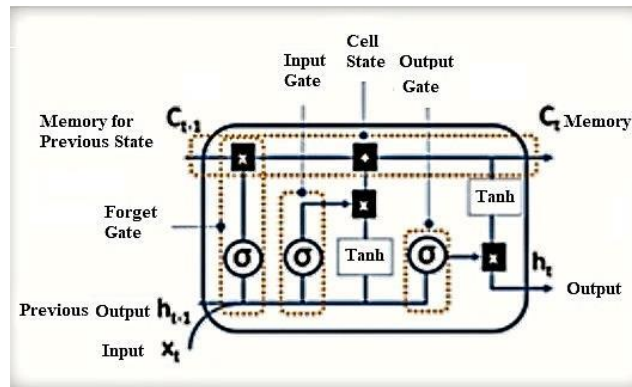 Cell
State
Input
Gate
Output
Gate
Memory for
Previous State
C t-1
C t Memory
x
+
Tanh
x
Forget
Gate
σ
σ
Tanh
σ
x
h t
Output
Previous Output h t-1
Input x t